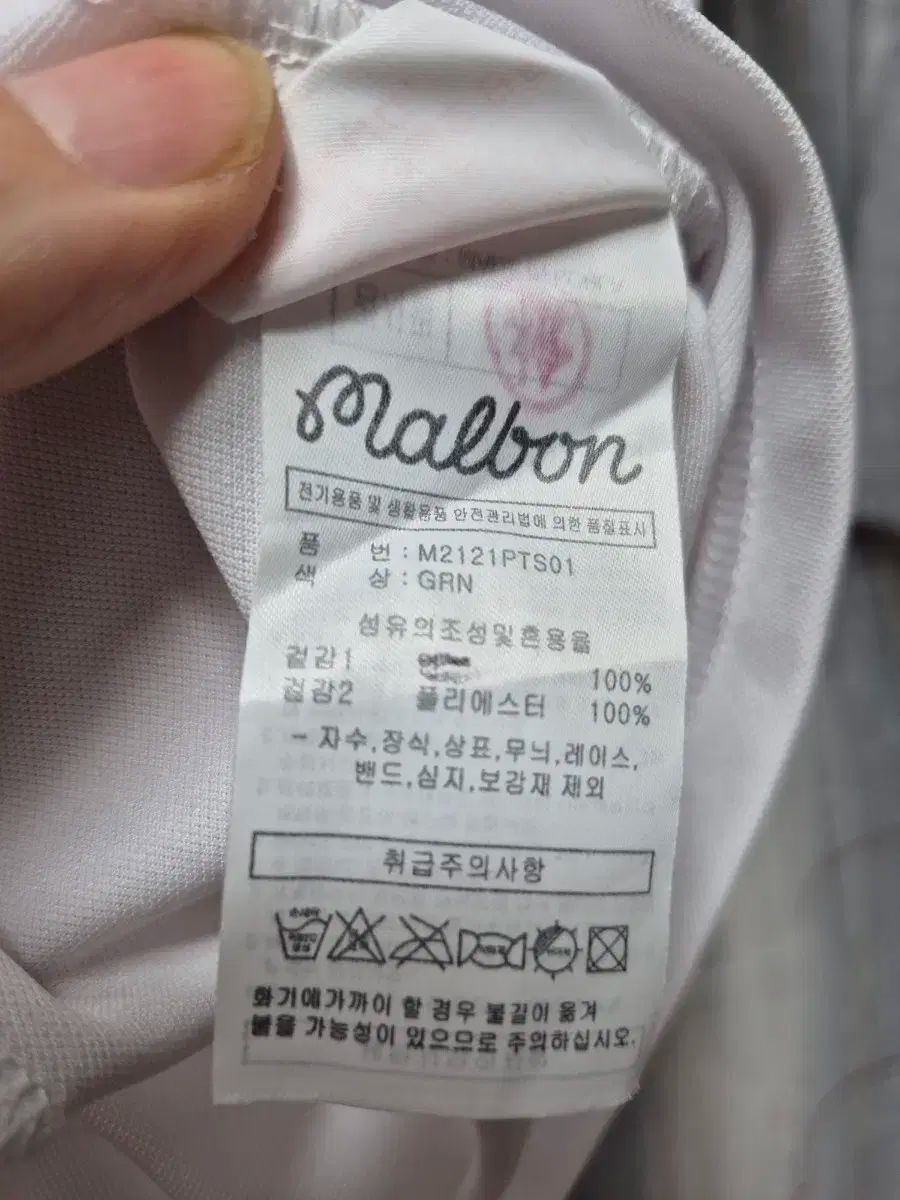 malbon
전기용품 및 생활용품 안전관리법에 의한 품질표시
품 번 : M2121PTS01
색 상 : GRN
섬유의조성및혼용율
겉감1 100%
겉감2 폴리에스터 100%
- 자수,장식,상표,무늬,레이스,
밴드,심지,보강재 제외
취급주의사항
손세탁
화기에가까이 할 경우 불길이 옮겨
붙을 가능성이 있으므로 주의하십시오.